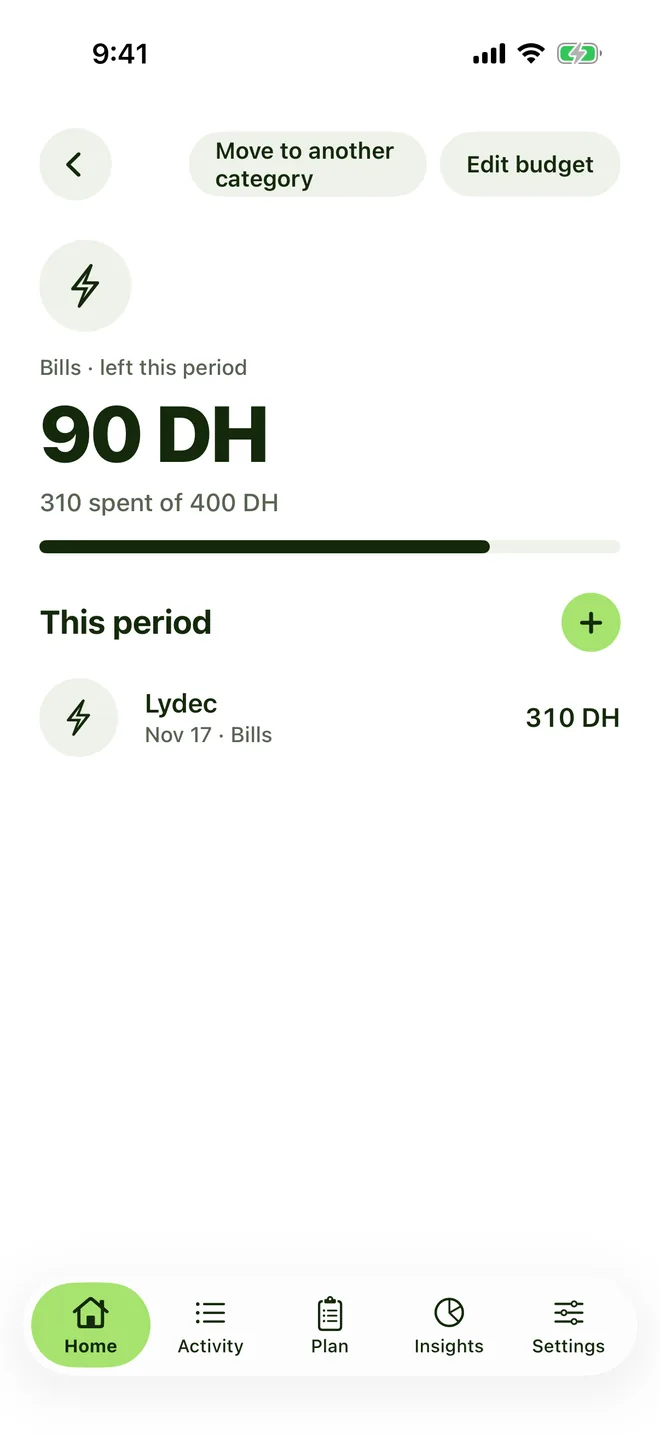 9:41
Move to another
category
Edit budget
Bills · left this period
90 DH
310 spent of 400 DH
This period
Lydec
310 DH
Nov 17 · Bills
Home
Activity
Plan
Insights
Settings